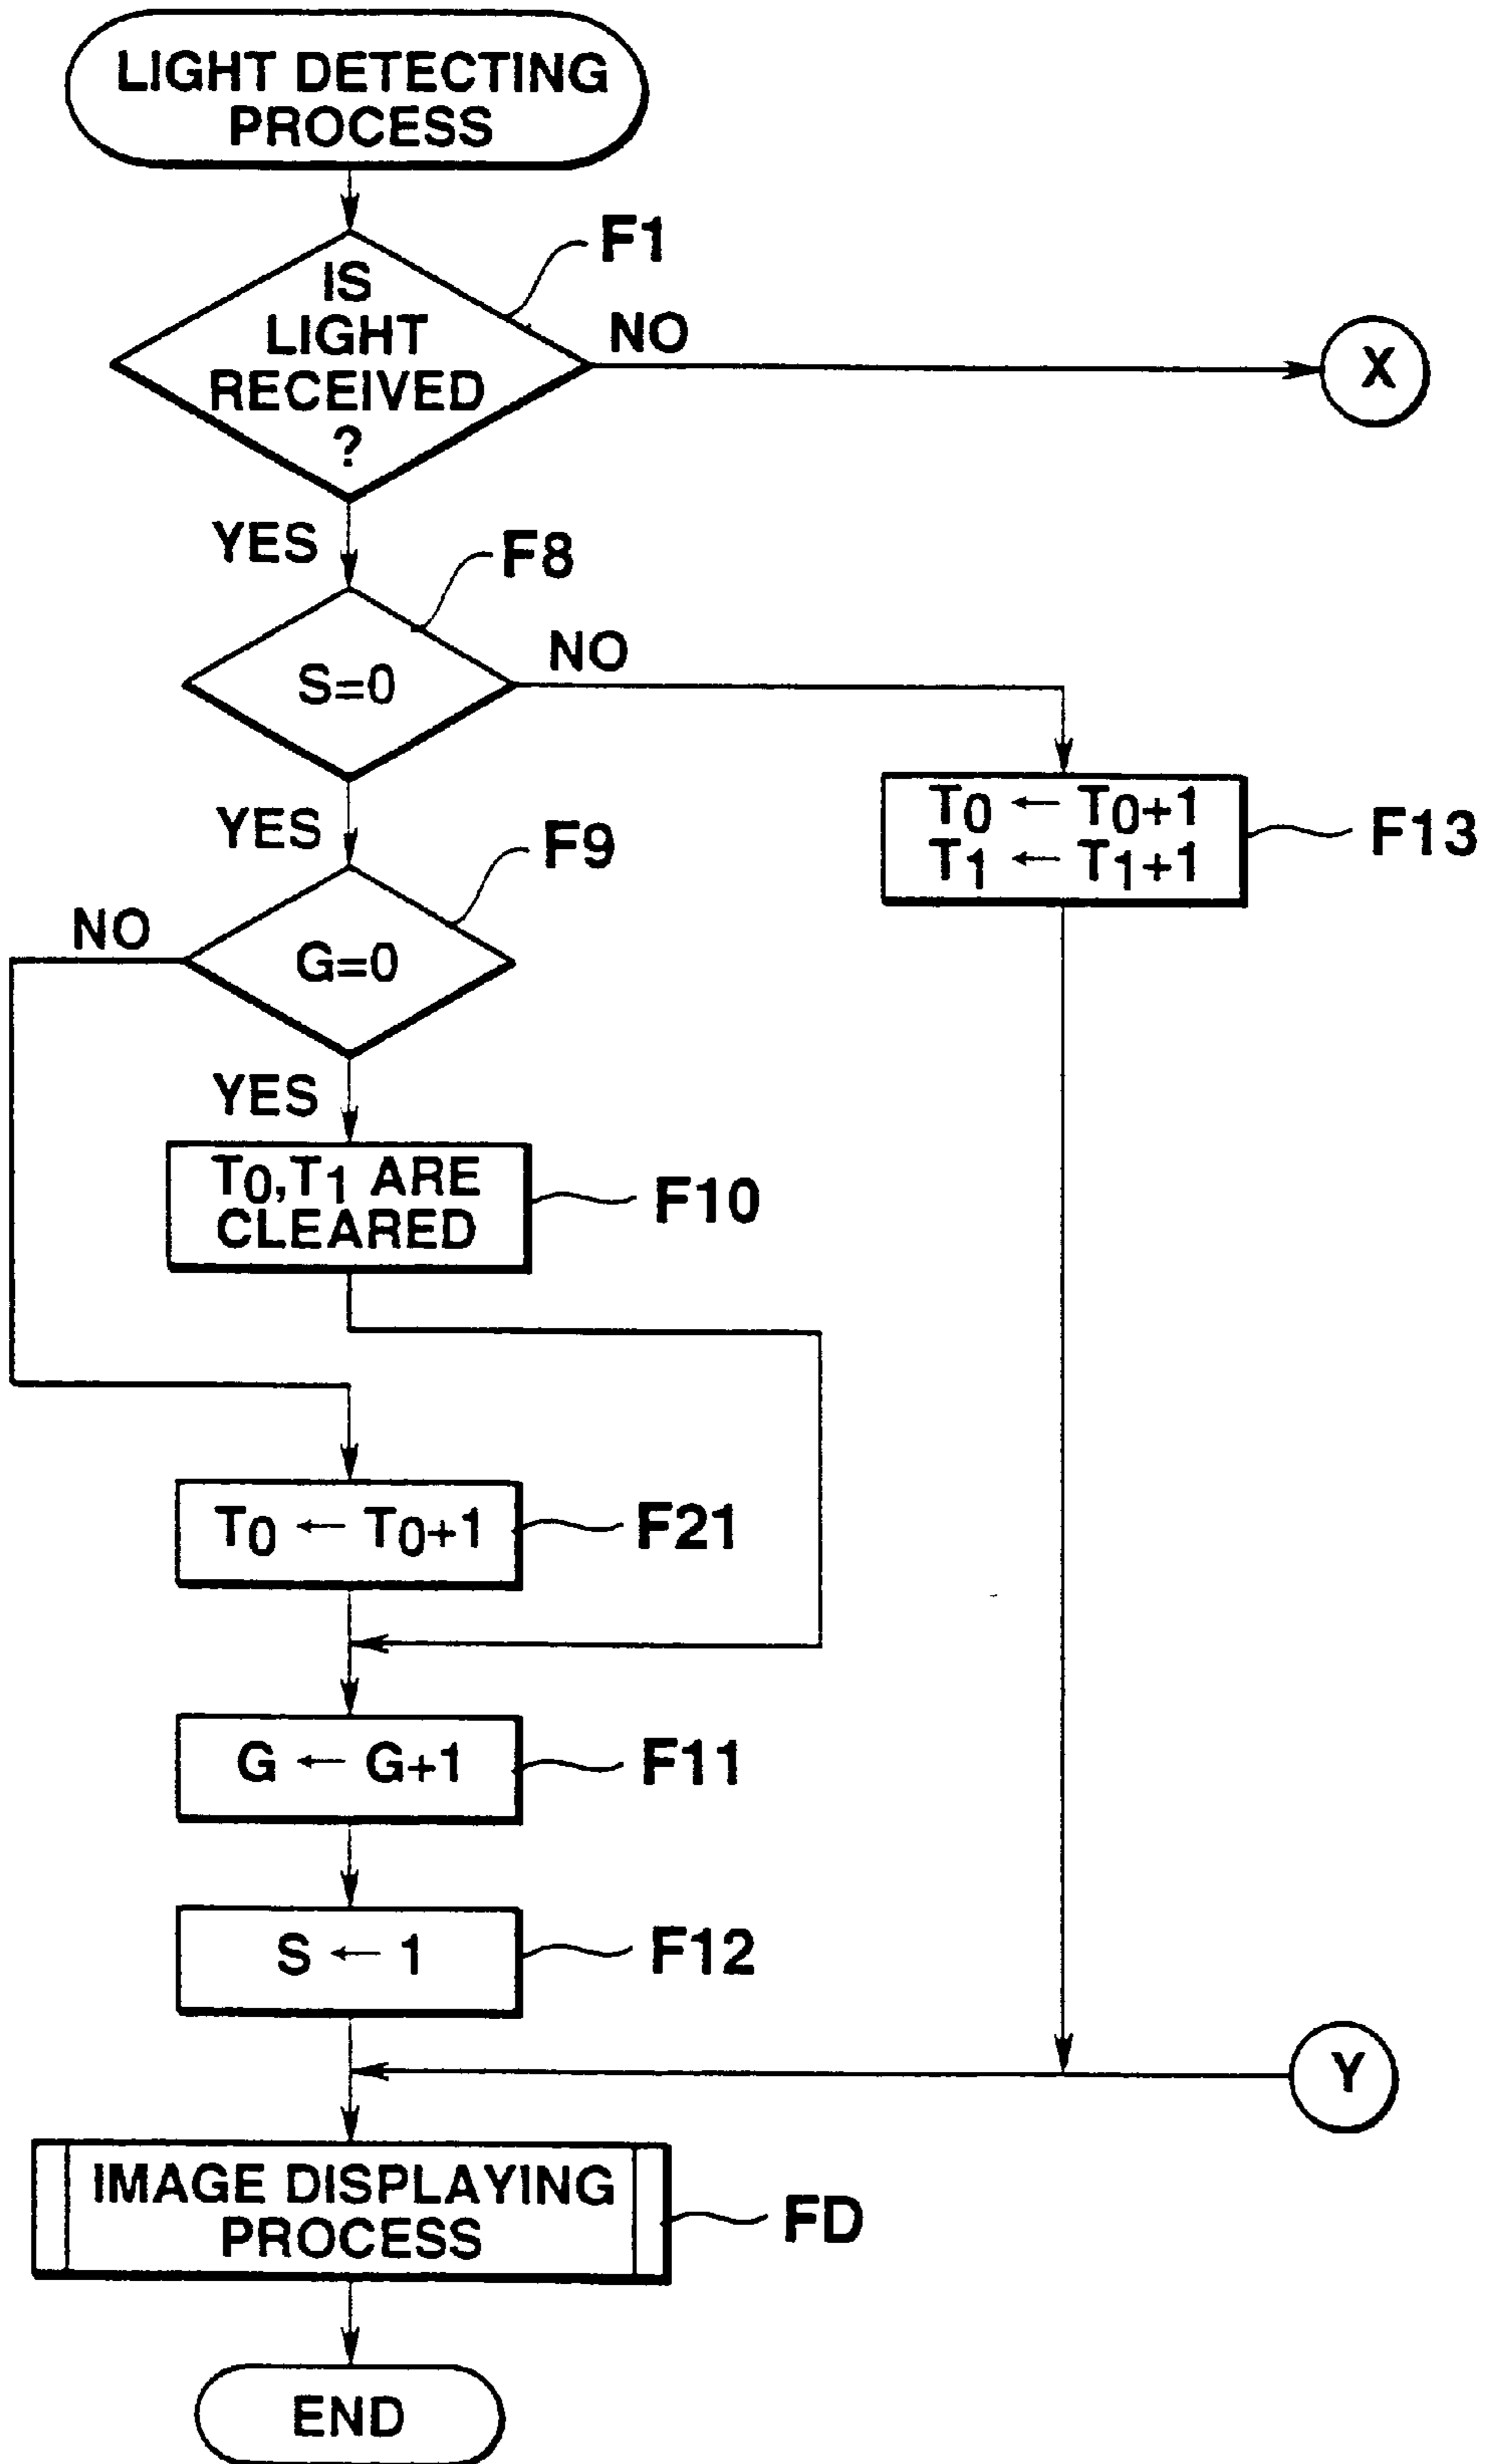 LIGHT DETECTING
PROCESS
F1
IS
LIGHT
RECEIVED
?
NO
X
YES
F8
S=0
NO
T0 ← T0+1
T1 ← T1+1
F13
YES
F9
NO
G=0
YES
T0,T1 ARE
CLEARED
F10
T0 ← T0+1
F21
G ← G+1
F11
S ← 1
F12
Y
IMAGE DISPLAYING
PROCESS
FD
END